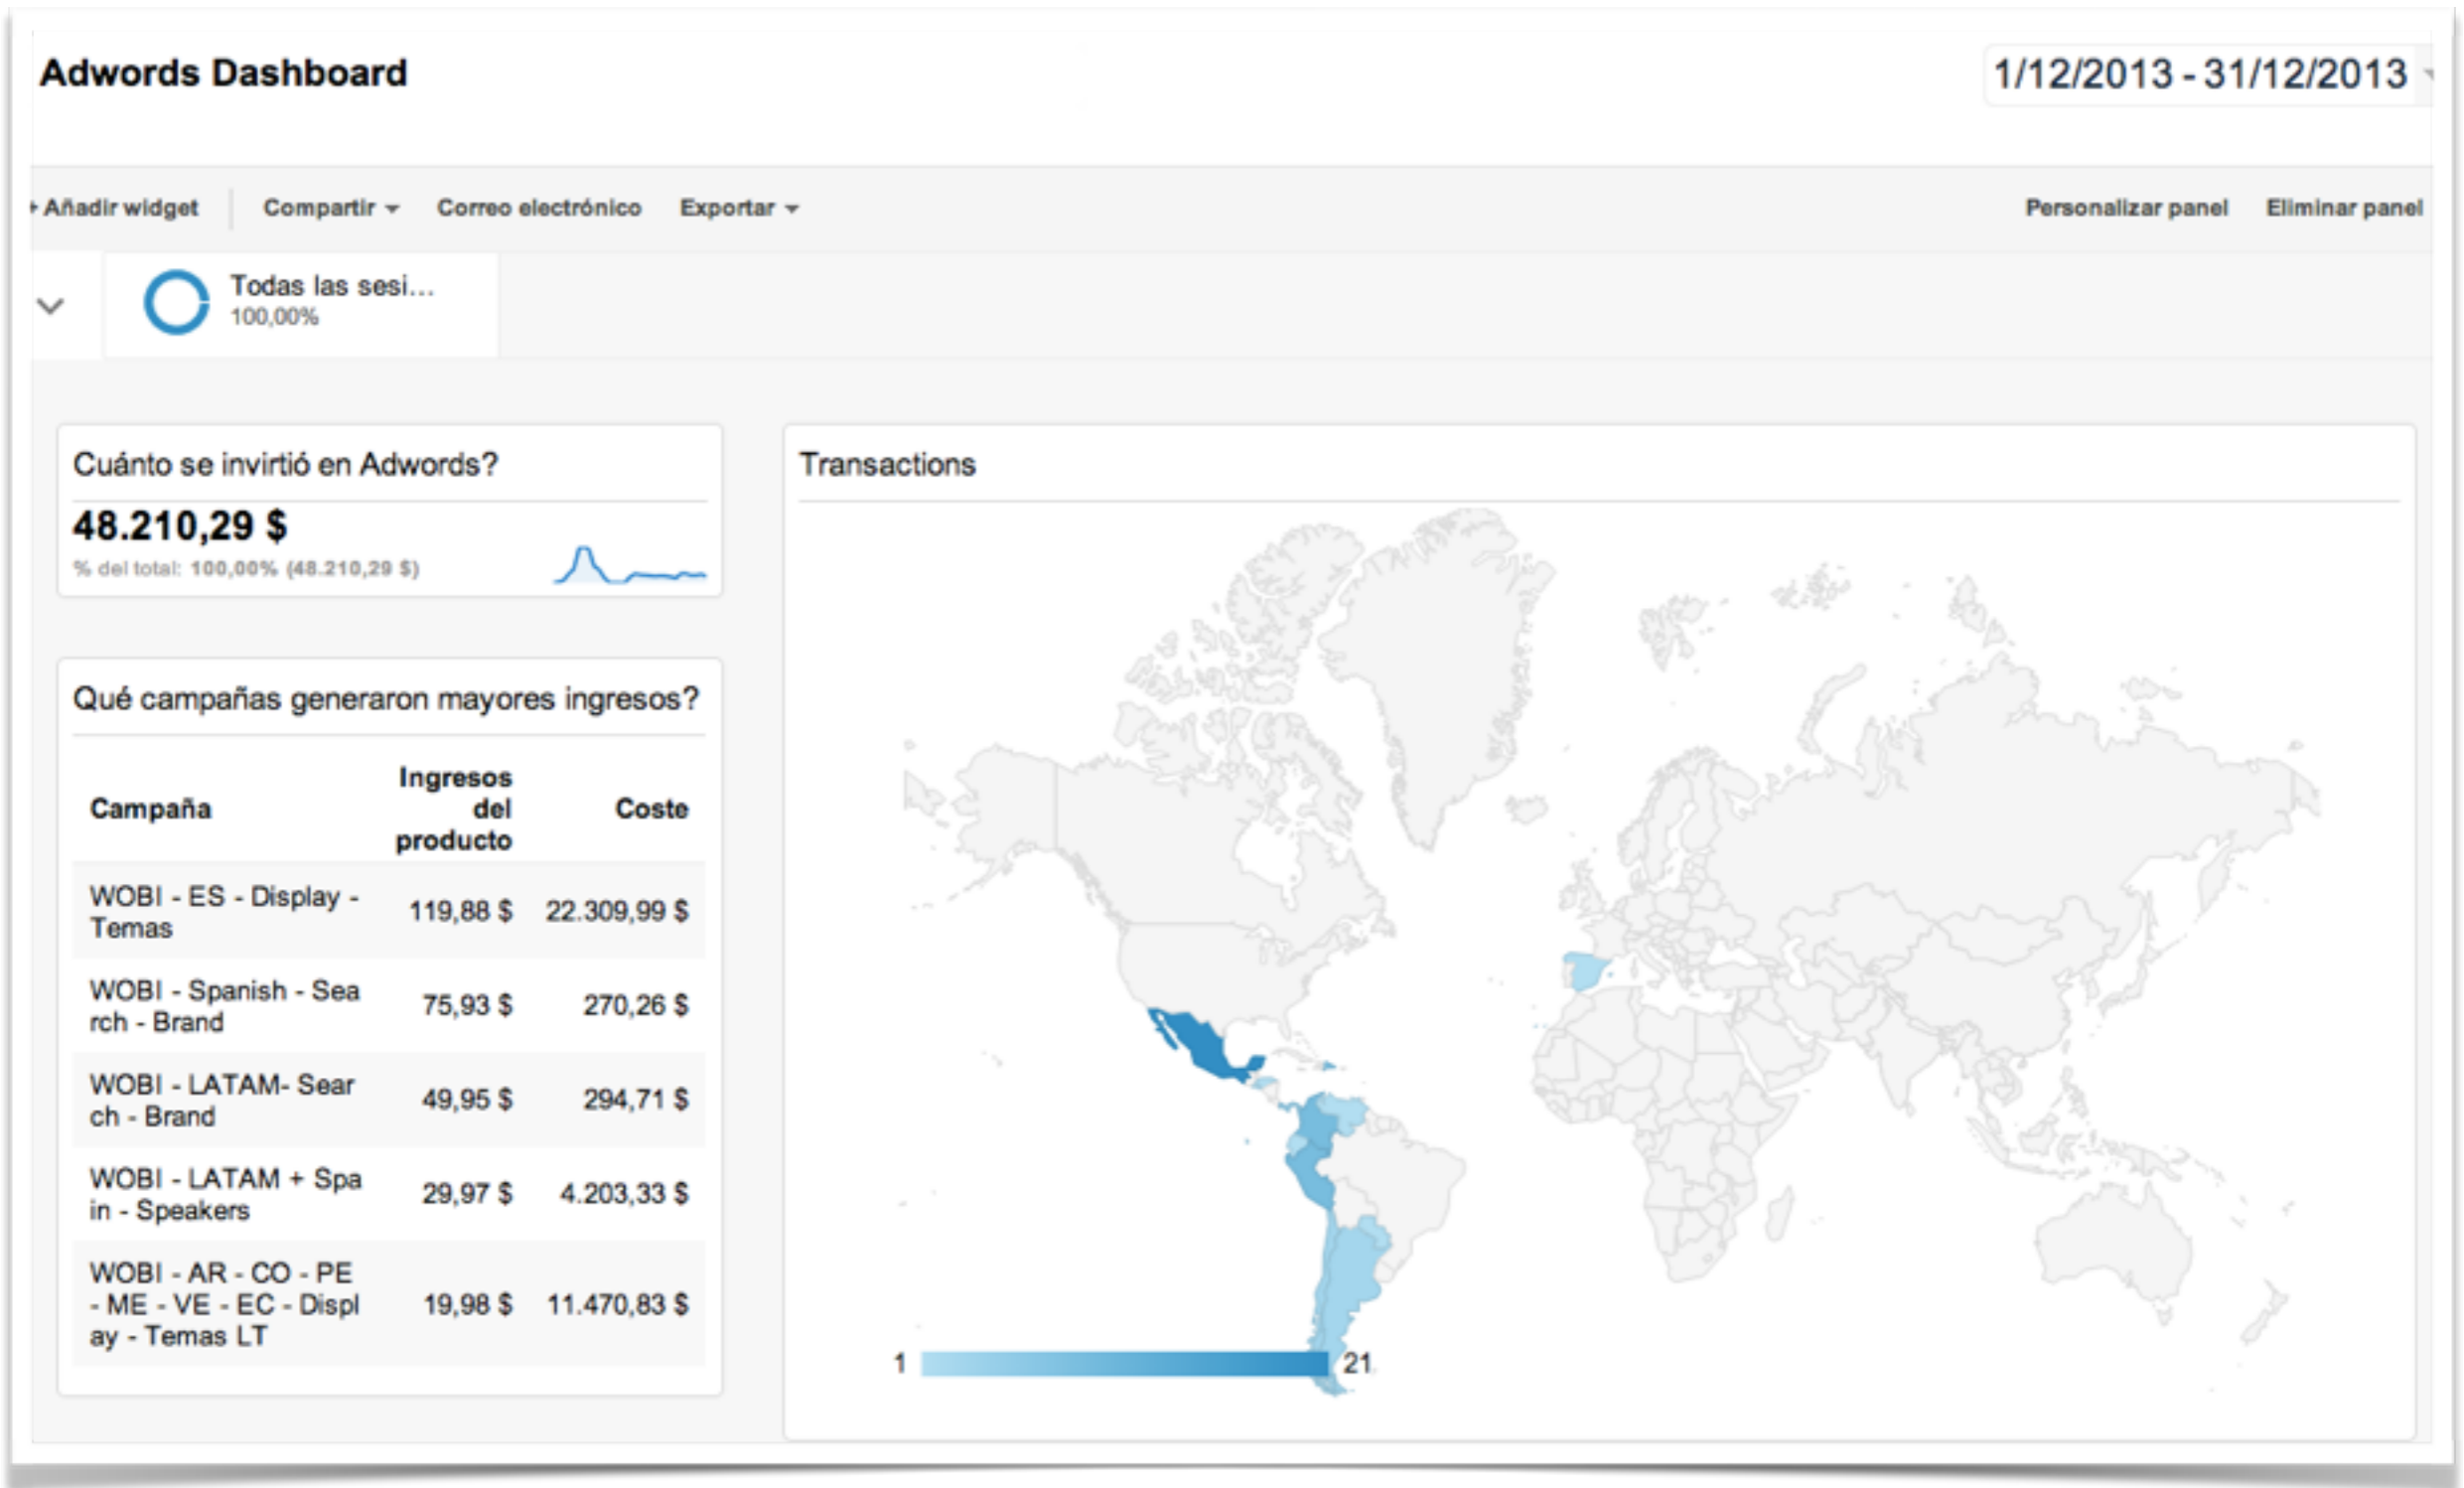 Adwords Dashboard
1/12/2013 - 31/12/2013
+ Añadir widget
Compartir
Correo electrónico
Exportar
Personalizar panel
Eliminar panel
Todas las sesi...
100,00%
Cuánto se invirtió en Adwords?
48.210,29 $
% del total: 100,00% (48.210,29 $)
Qué campañas generaron mayores ingresos?
Campaña
Ingresos
del
producto
Coste
WOBI - ES - Display -
Temas
119,88 $
22.309,99 $
WOBI - Spanish - Sea
rch - Brand
75,93 $
270,26 $
WOBI - LATAM- Sear
ch - Brand
49,95 $
294,71 $
WOBI - LATAM + Spa
in - Speakers
29,97 $
4.203,33 $
WOBI - AR - CO - PE
- ME - VE - EC - Displ
ay - Temas LT
19,98 $
11.470,83 $
Transactions
1
21